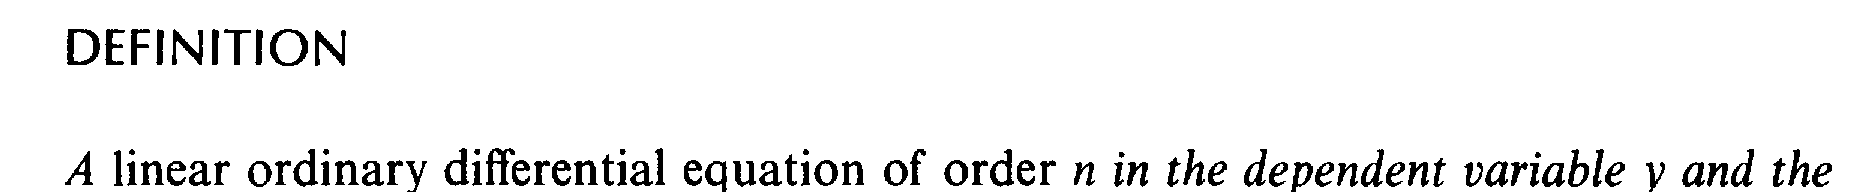 DEFINITION
A linear ordinary differential equation of order n in the dependent variable y and the